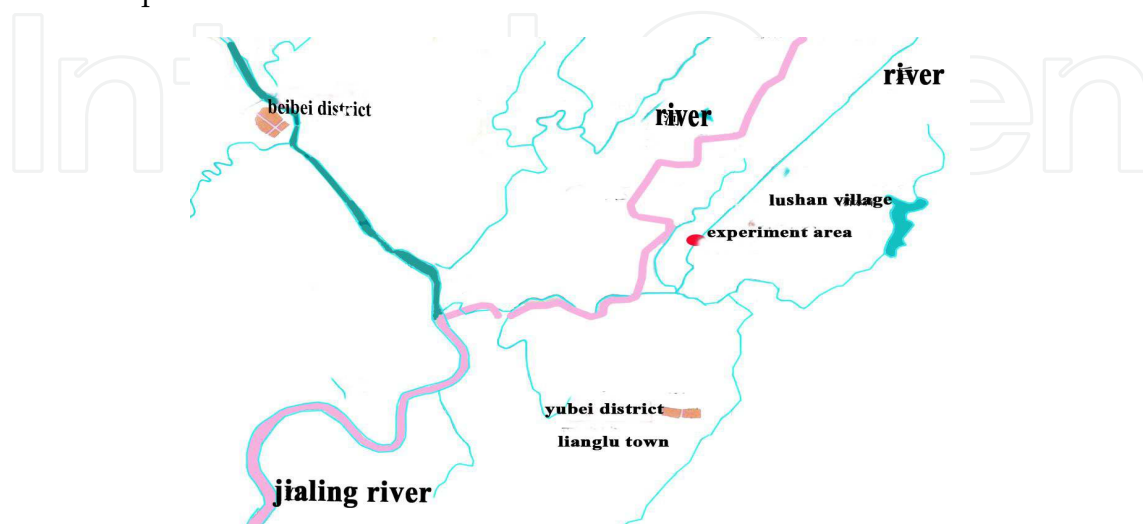 beibei district
river
river
lushan village
experiment area
yubei district
lianglu town
jialing river